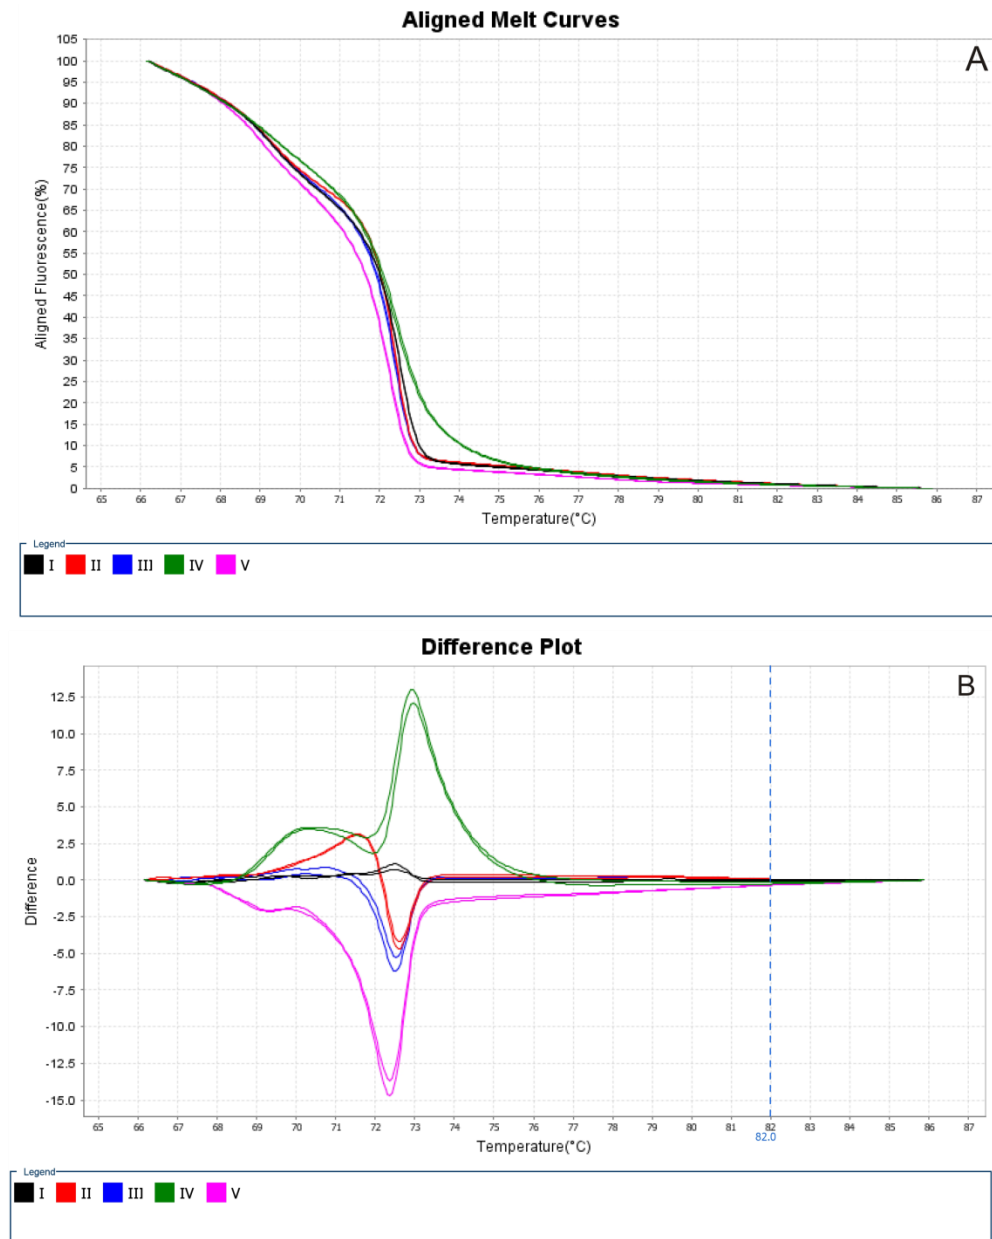 Aligned Melt Curves
A
105
100
95
90
85
80
75
70
65
60
55
50
45
40
35
30
25
20
15
10
5
0
Aligned Fluorescence(%)
65 66 67 68 69 70 71 72 73 74 75 76 77 78 79 80 81 82 83 84 85 86 87
Temperature(°C)
Legend
I II III IV V
Difference Plot
B
12.5
10.0
7.5
5.0
2.5
0.0
-2.5
-5.0
-7.5
-10.0
-12.5
-15.0
Difference
65 66 67 68 69 70 71 72 73 74 75 76 77 78 79 80 81 82 83 84 85 86 87
82.0
Temperature(°C)
Legend
I II III IV V